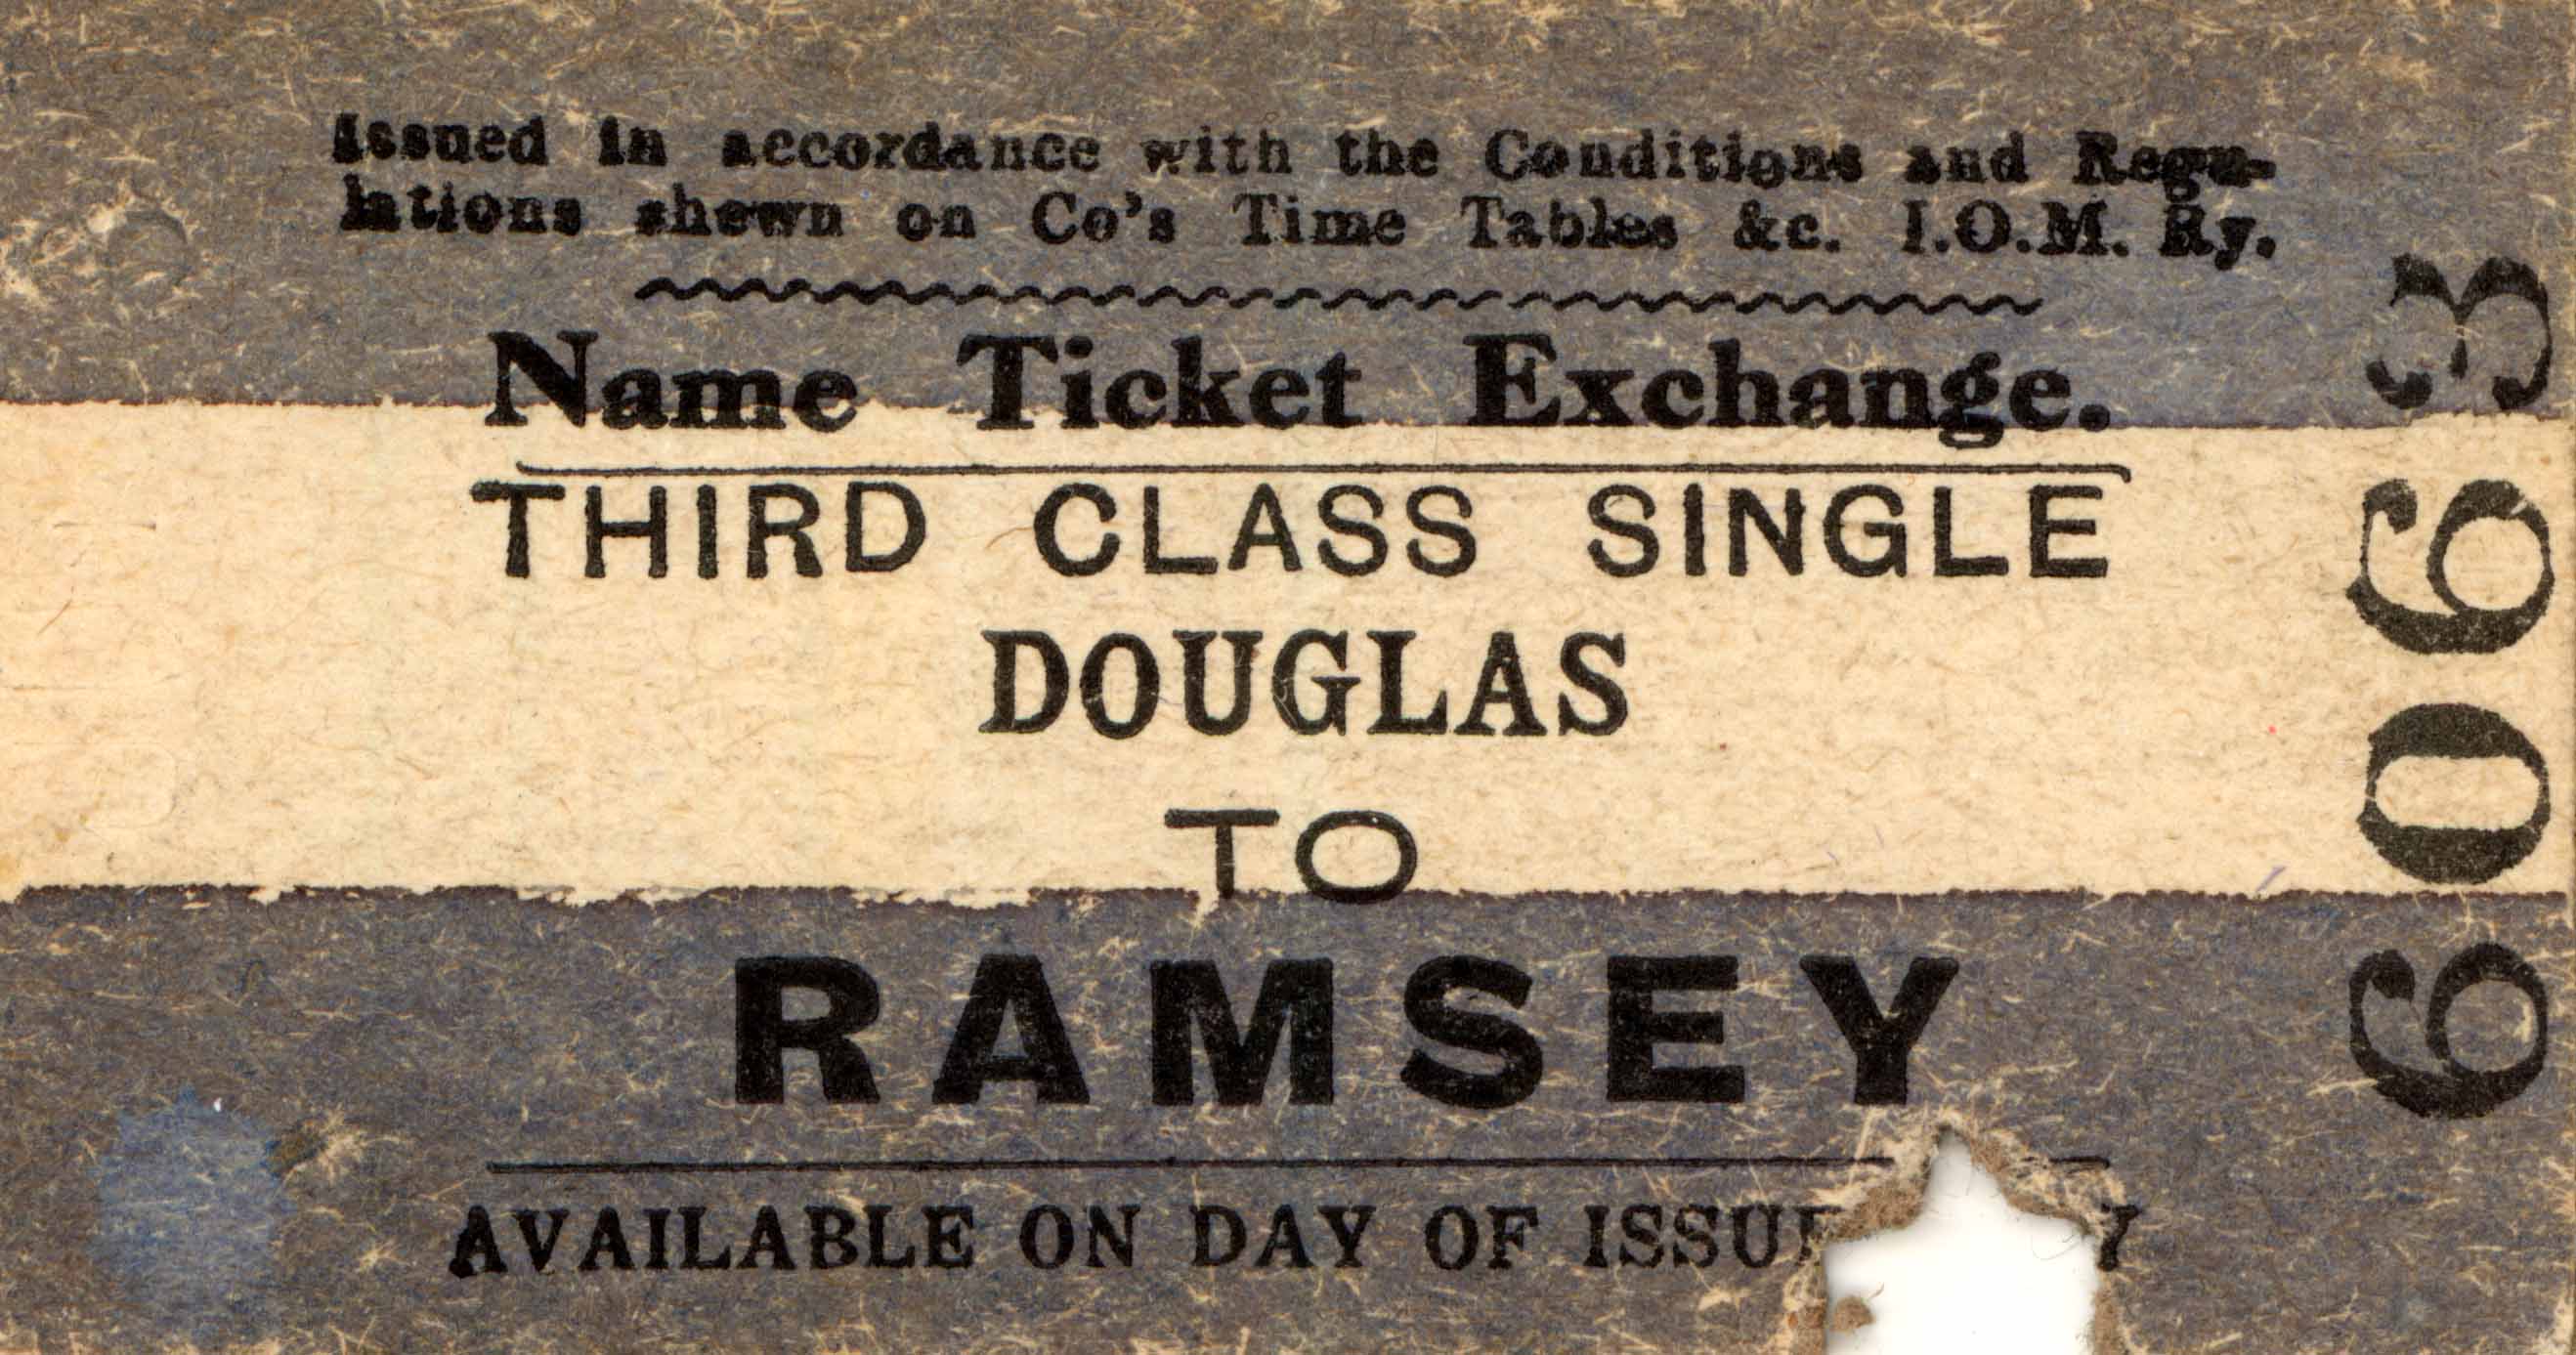 Issued in accordance with the Conditions and Regu-
lations shewn on Co's Time Tables &c. I.O.M. Ry.
Name Ticket Exchange.
THIRD CLASS SINGLE
DOUGLAS
TO
RAMSEY
AVAILABLE ON DAY OF ISSUE
6063